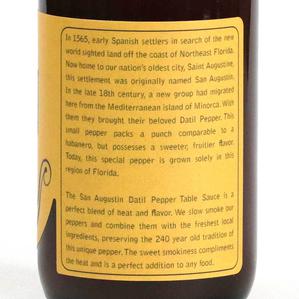 In 1565, early Spanish settlers in search of the new
world sighted land off the coast of Northeast Florida.
Now home to our nation's oldest city, Saint Augustine,
this settlement was originally named San Augustin.
In the late 18th century, a new group had migrated
here from the Mediterranean island of Minorca. With
them they brought their beloved Datil Pepper. This
small pepper packs a punch comparable to a
habanero, but possesses a sweeter, fruitier flavor.
Today, this special pepper is grown solely in this
region of Florida.
The San Augustin Datil Pepper Table Sauce is a
perfect blend of heat and flavor. We slow smoke our
peppers and combine them with the freshest local
ingredients, preserving the 240 year old tradition of
this unique pepper. The sweet smokiness compliments
the heat and is a perfect addition to any food.